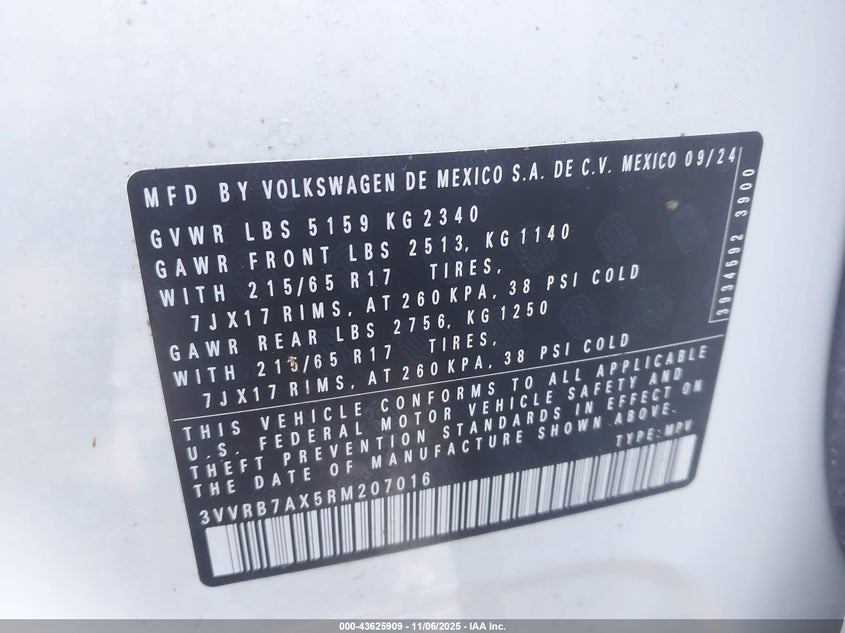 MFD BY VOLKSWAGEN DE MEXICO S.A. DE C.V. MEXICO 09/24
GVWR LBS 5159 KG 2340
GAWR FRONT LBS 2513, KG 1140
WITH 215/65 R17 TIRES,
7JX17 RIMS, AT 260 KPA, 38 PSI COLD
GAWR REAR LBS 2756, KG 1250
WITH 215/65 R17 TIRES,
7JX17 RIMS, AT 260 KPA, 38 PSI COLD
THIS VEHICLE CONFORMS TO ALL APPLICABLE
U.S. FEDERAL MOTOR VEHICLE SAFETY AND
THEFT PREVENTION STANDARDS IN EFFECT ON
THE DATE OF MANUFACTURE SHOWN ABOVE.
3VVRB7AX5RM207016
TYPE: MPV
3934692 3900
000-43625909 - 11/06/2025 - IAA Inc.